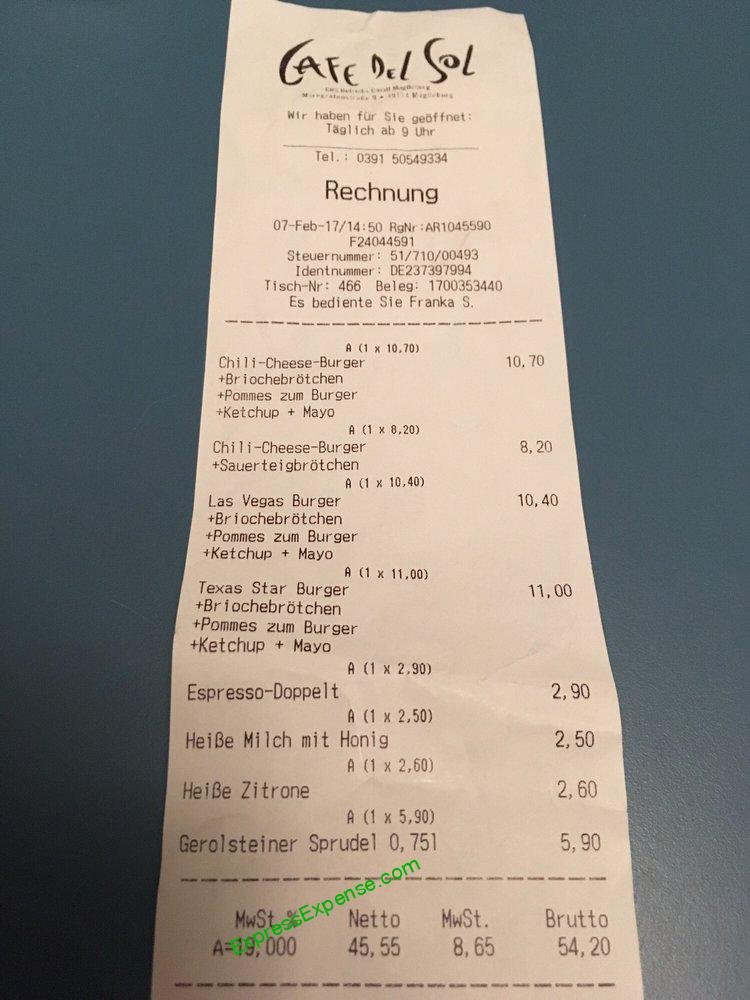 CAFE DEL SOL
Wir haben für Sie geöffnet:
Täglich ab 9 Uhr
Tel.: 0391 50549334
Rechnung
07-Feb-17/14:50 RgNr:AR1045590
F24044591
Steuernummer: 51/710/00493
Identnummer: DE237397994
Tisch-Nr: 466 Beleg: 1700353440
Es bediente Sie Franka S.
A (1 x 10,70)
Chili-Cheese-Burger 10,70
+Briochebrötchen
+Pommes zum Burger
+Ketchup + Mayo
A (1 x 8,20)
Chili-Cheese-Burger 8,20
+Sauerteigbrötchen
A (1 x 10,40)
Las Vegas Burger 10,40
+Briochebrötchen
+Pommes zum Burger
+Ketchup + Mayo
A (1 x 11,00)
Texas Star Burger 11,00
+Briochebrötchen
+Pommes zum Burger
+Ketchup + Mayo
A (1 x 2,90)
Espresso-Doppelt 2,90
A (1 x 2,50)
Heiße Milch mit Honig 2,50
A (1 x 2,60)
Heiße Zitrone 2,60
A (1 x 5,90)
Gerolsteiner Sprudel 0,75l 5,90
MwSt.% Netto MwSt. Brutto
A=19,000 45,55 8,65 54,20
ExpressExpense.com